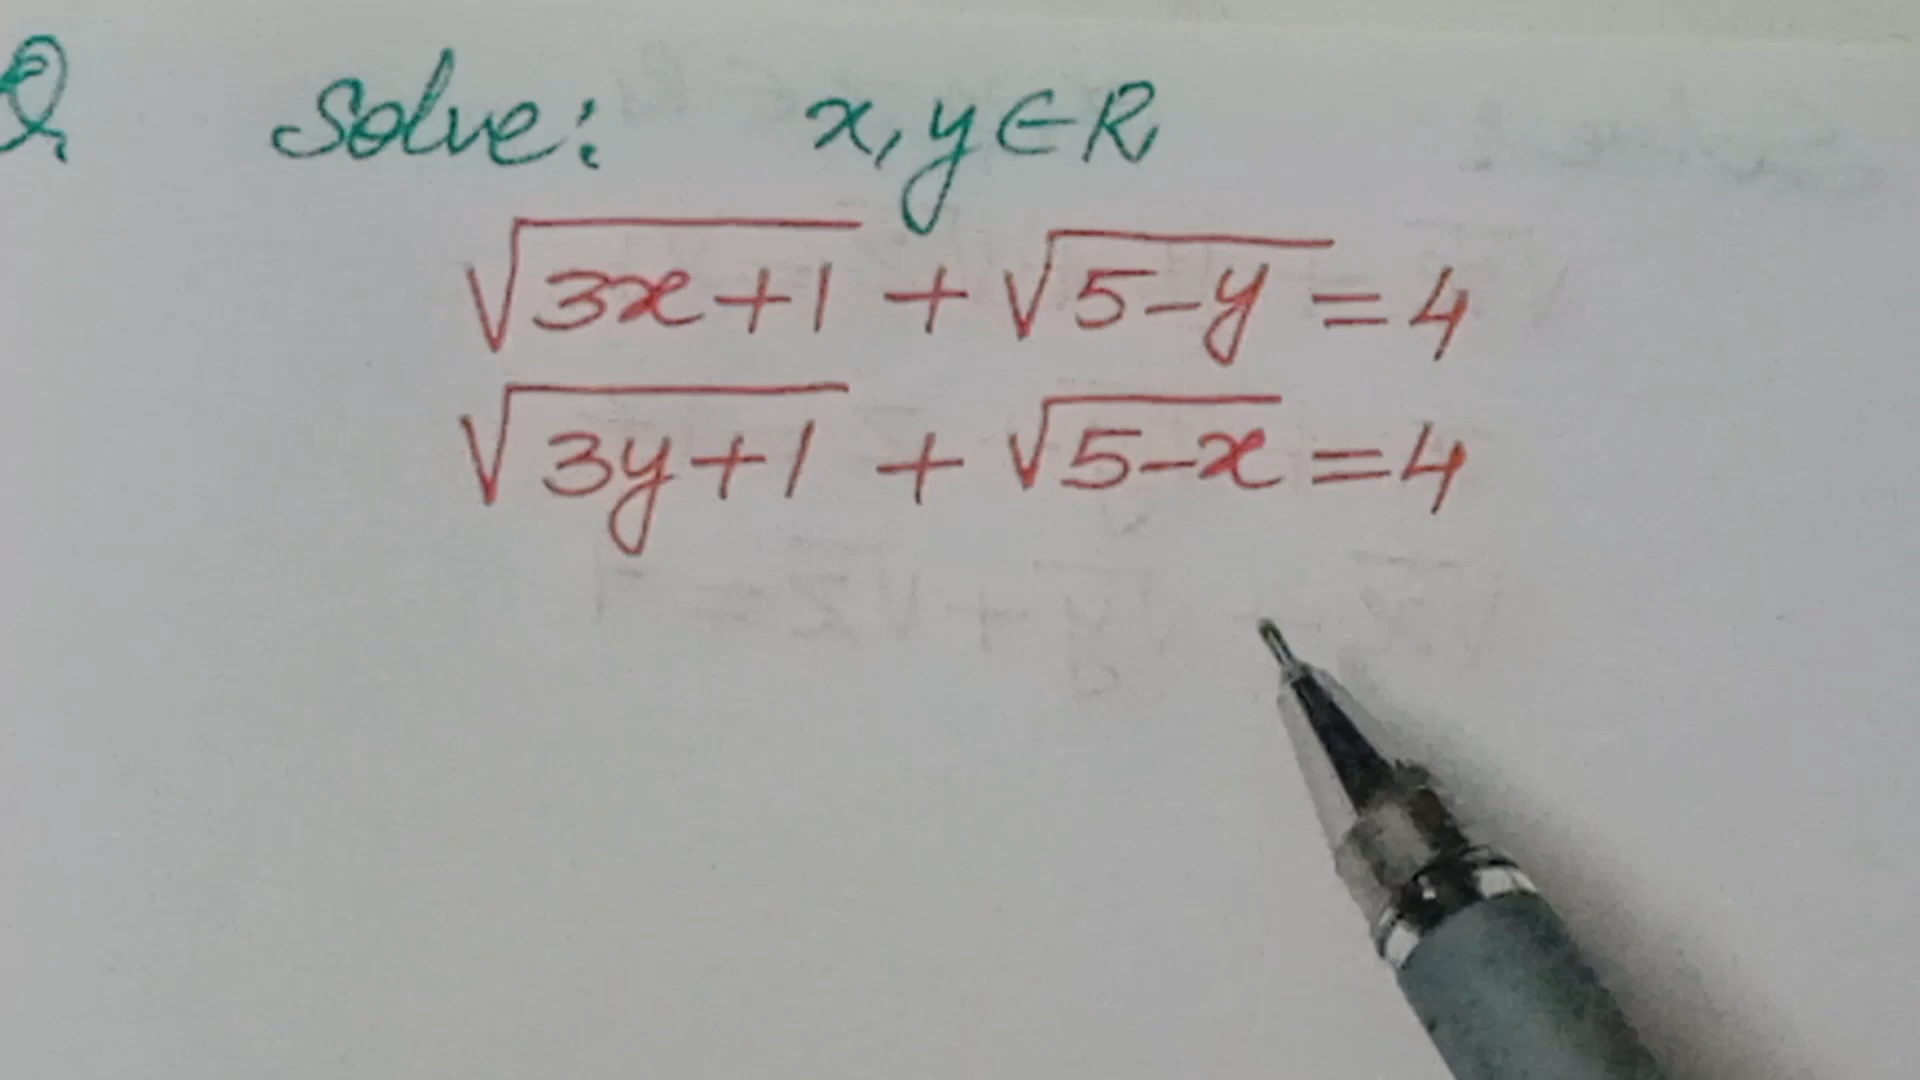 Q. Solve: x, y ∈ R
√(3x+1) + √(5-y) = 4
√(3y+1) + √(5-x) = 4